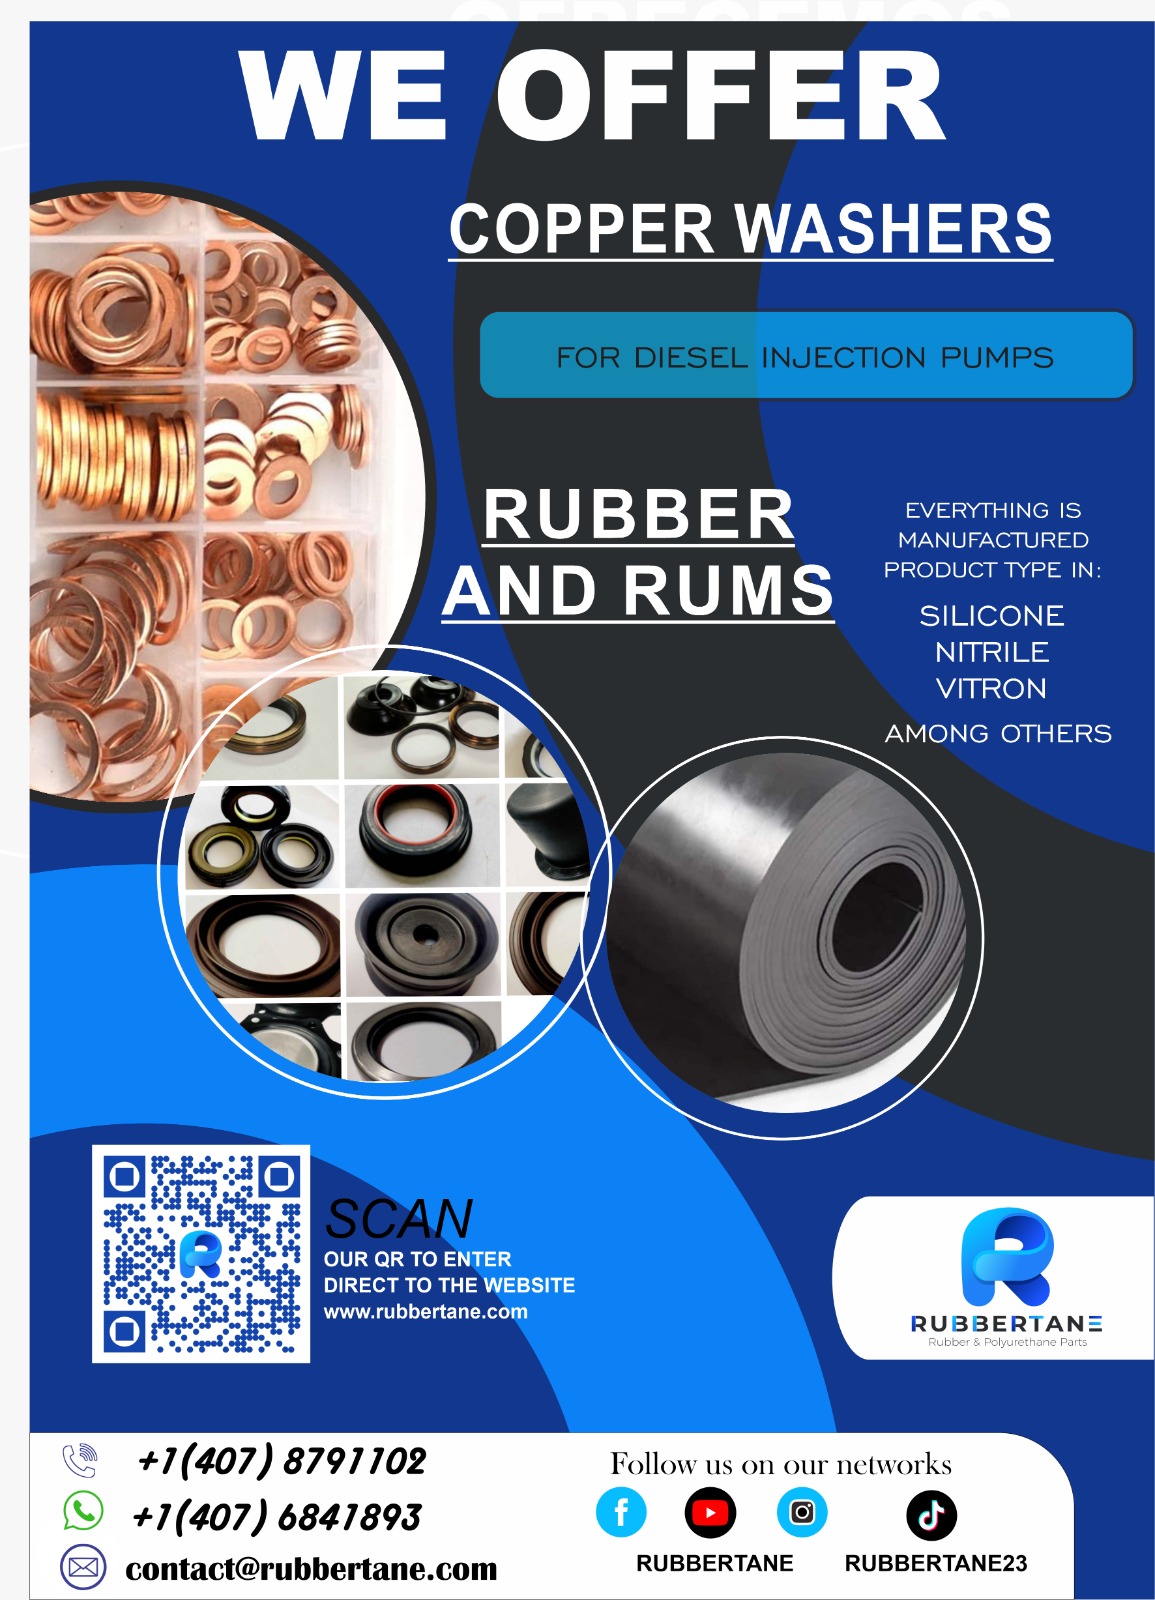 OFRECEMOS
WE OFFER
COPPER WASHERS
FOR DIESEL INJECTION PUMPS
RUBBER
AND RUMS
EVERYTHING IS
MANUFACTURED
PRODUCT TYPE IN:
SILICONE
NITRILE
VITRON
AMONG OTHERS
SCAN
OUR QR TO ENTER
DIRECT TO THE WEBSITE
www.rubbertane.com
RUBBERTANE
Rubber & Polyurethane Parts
+1(407) 8791102
+1(407) 6841893
contact@rubbertane.com
Follow us on our networks
RUBBERTANE
RUBBERTANE23